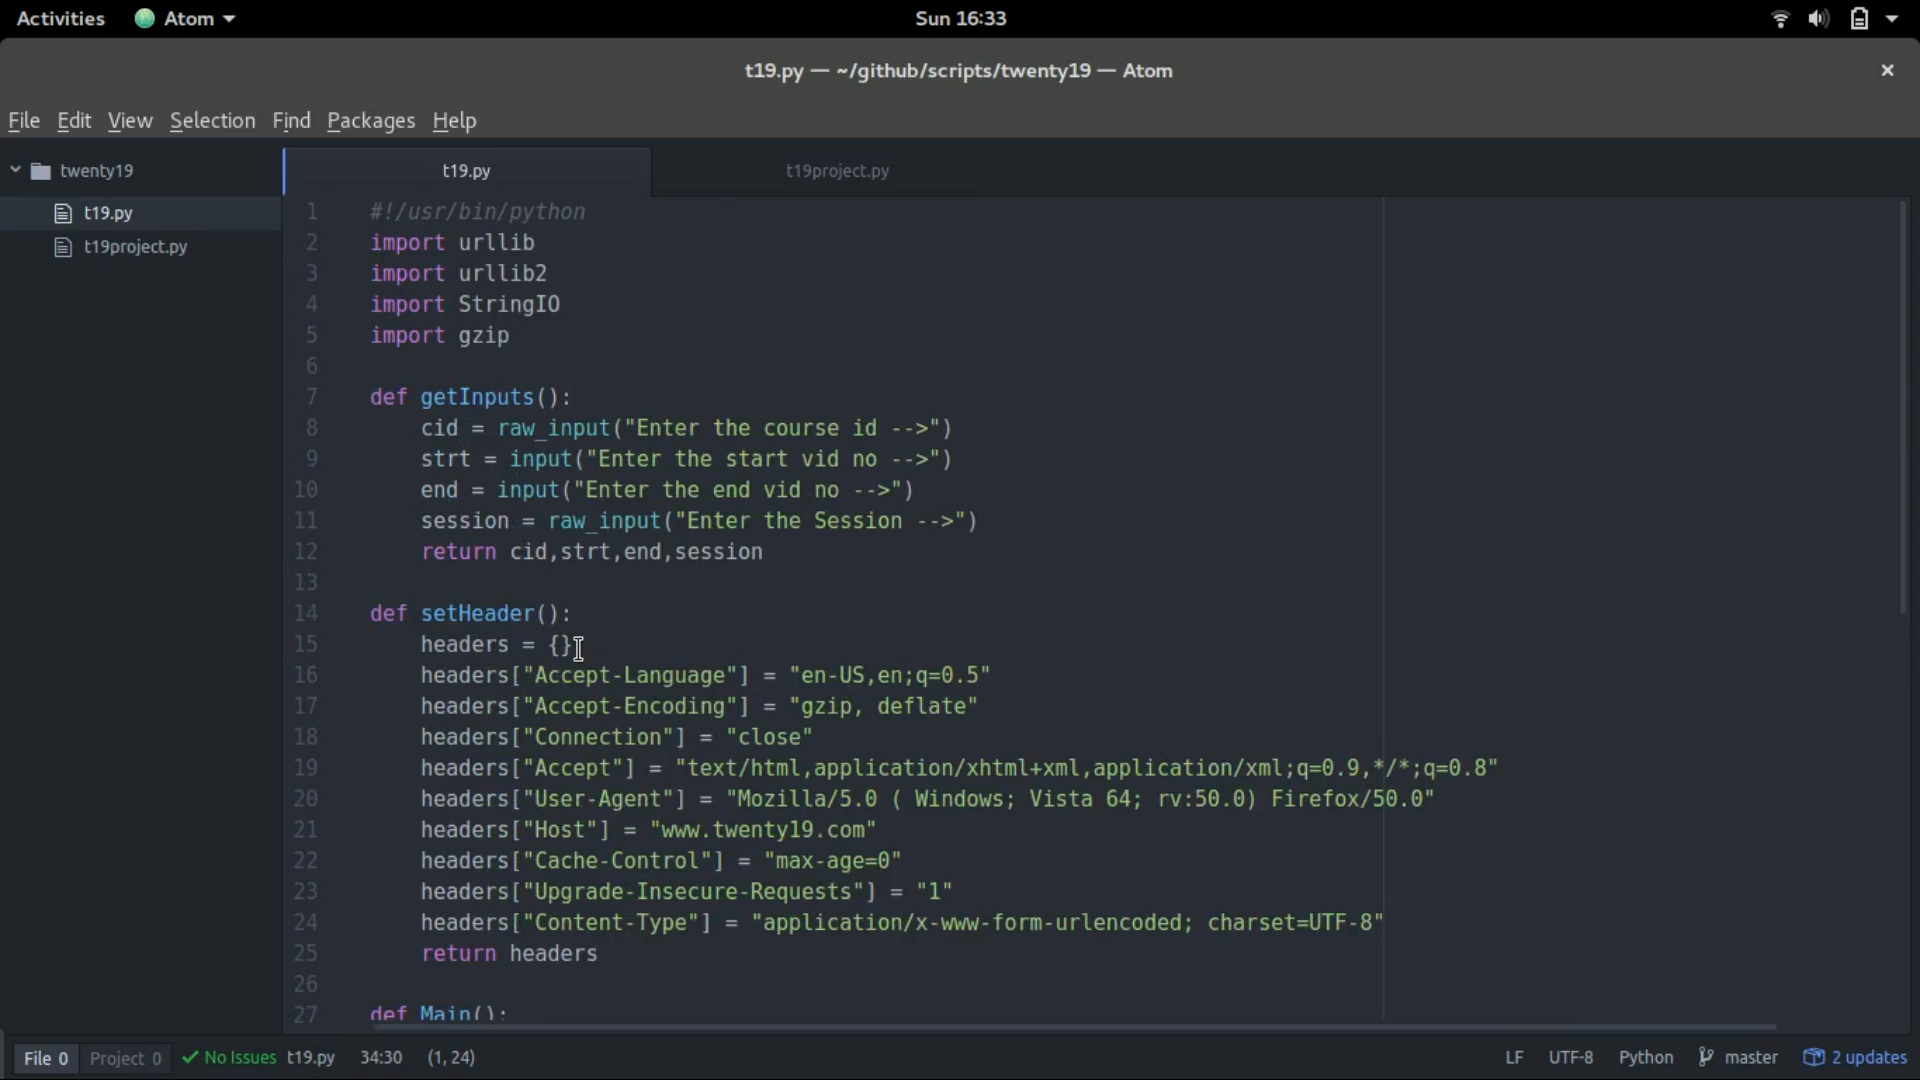 Activities Atom Sun 16:33
t19.py — ~/github/scripts/twenty19 — Atom
File Edit View Selection Find Packages Help
twenty19
t19.py
t19project.py
t19.py t19project.py
1 #!/usr/bin/python
2 import urllib
3 import urllib2
4 import StringIO
5 import gzip
6
7 def getInputs():
8 cid = raw_input("Enter the course id -->")
9 strt = input("Enter the start vid no -->")
10 end = input("Enter the end vid no -->")
11 session = raw_input("Enter the Session -->")
12 return cid,strt,end,session
13
14 def setHeader():
15 headers = {}
16 headers["Accept-Language"] = "en-US,en;q=0.5"
17 headers["Accept-Encoding"] = "gzip, deflate"
18 headers["Connection"] = "close"
19 headers["Accept"] = "text/html,application/xhtml+xml,application/xml;q=0.9,*/*;q=0.8"
20 headers["User-Agent"] = "Mozilla/5.0 ( Windows; Vista 64; rv:50.0) Firefox/50.0"
21 headers["Host"] = "www.twenty19.com"
22 headers["Cache-Control"] = "max-age=0"
23 headers["Upgrade-Insecure-Requests"] = "1"
24 headers["Content-Type"] = "application/x-www-form-urlencoded; charset=UTF-8"
25 return headers
26
27 def Main():
File 0 Project 0 No Issues t19.py 34:30 (1, 24) LF UTF-8 Python master 2 updates